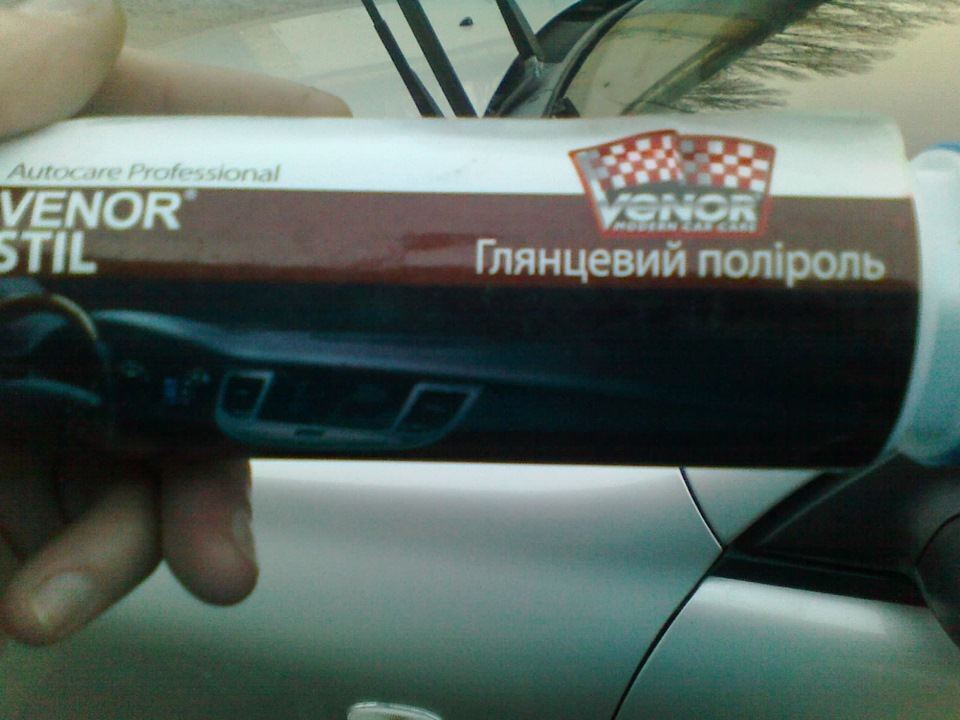 Autocare Professional
VENOR®
STIL
VENOR
MODERN CAR CARE
Глянцевий поліроль